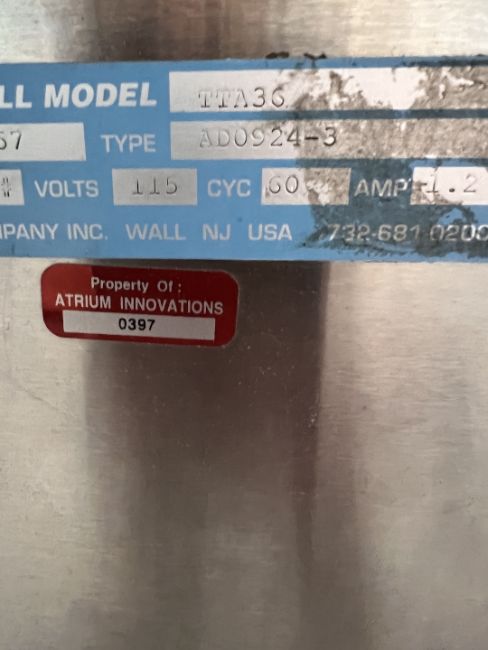 LL MODEL TTA36
57 TYPE AD0924-3
VOLTS 115 CYC 60 AMP 1.2
MPANY INC. WALL NJ USA 732-681-0200
Property Of:
ATRIUM INNOVATIONS
0397